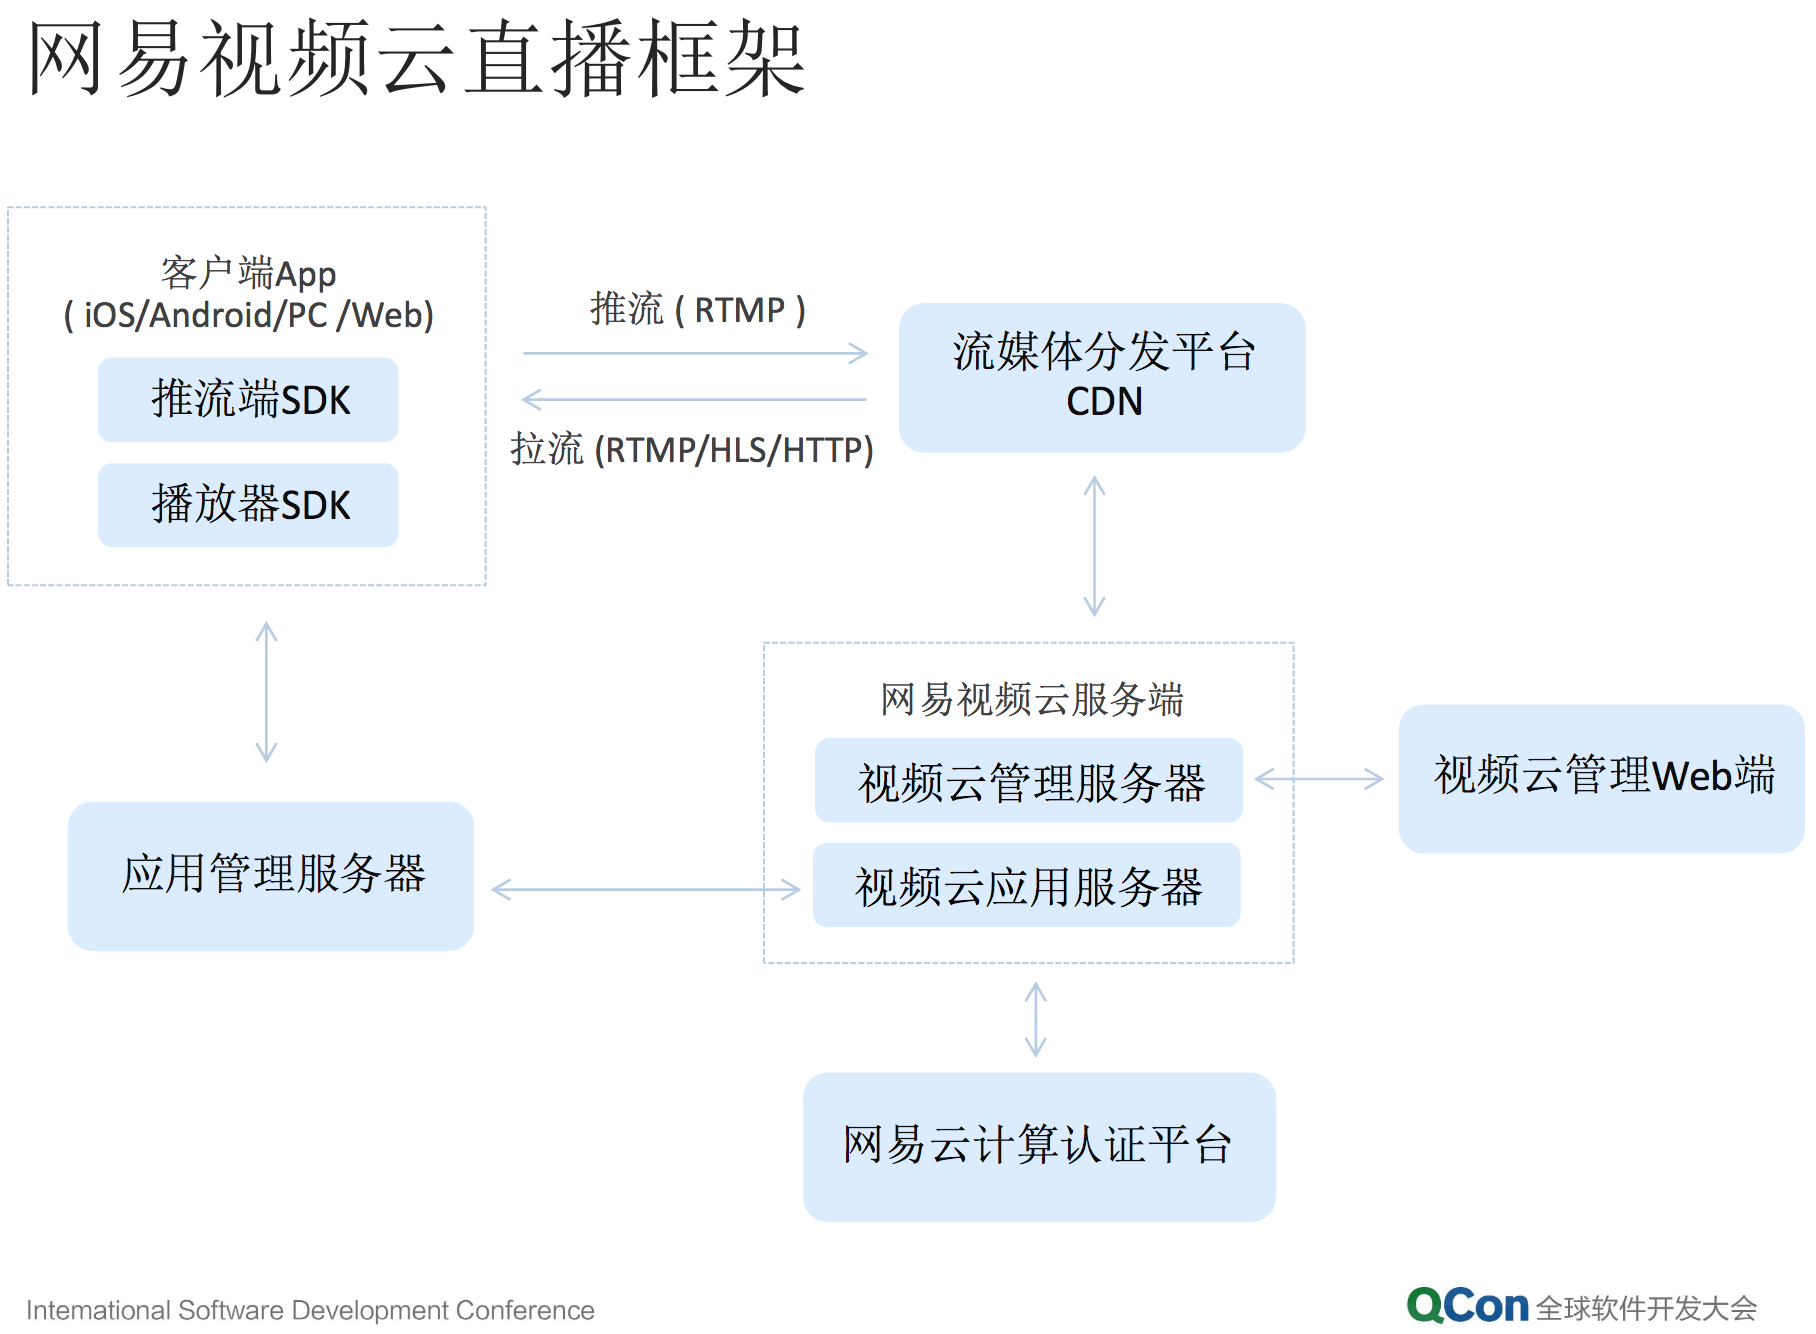 网易视频云直播框架
客户端App
( iOS/Android/PC /Web)
推流端SDK
播放器SDK
推流 ( RTMP )
拉流 (RTMP/HLS/HTTP)
流媒体分发平台
CDN
网易视频云服务端
视频云管理服务器
视频云应用服务器
视频云管理Web端
应用管理服务器
网易云计算认证平台
International Software Development Conference
QCon 全球软件开发大会